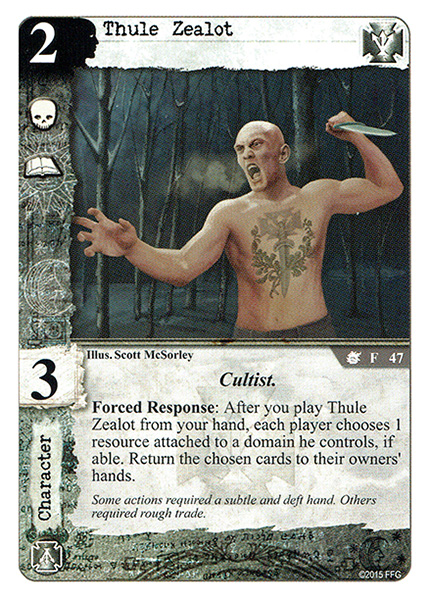 2
Thule Zealot
Illus. Scott McSorley
F 47
3
Cultist.
Character
Forced Response: After you play Thule
Zealot from your hand, each player chooses 1
resource attached to a domain he controls, if
able. Return the chosen cards to their owners'
hands.
Some actions required a subtle and deft hand. Others
required rough trade.
©2015 FFG